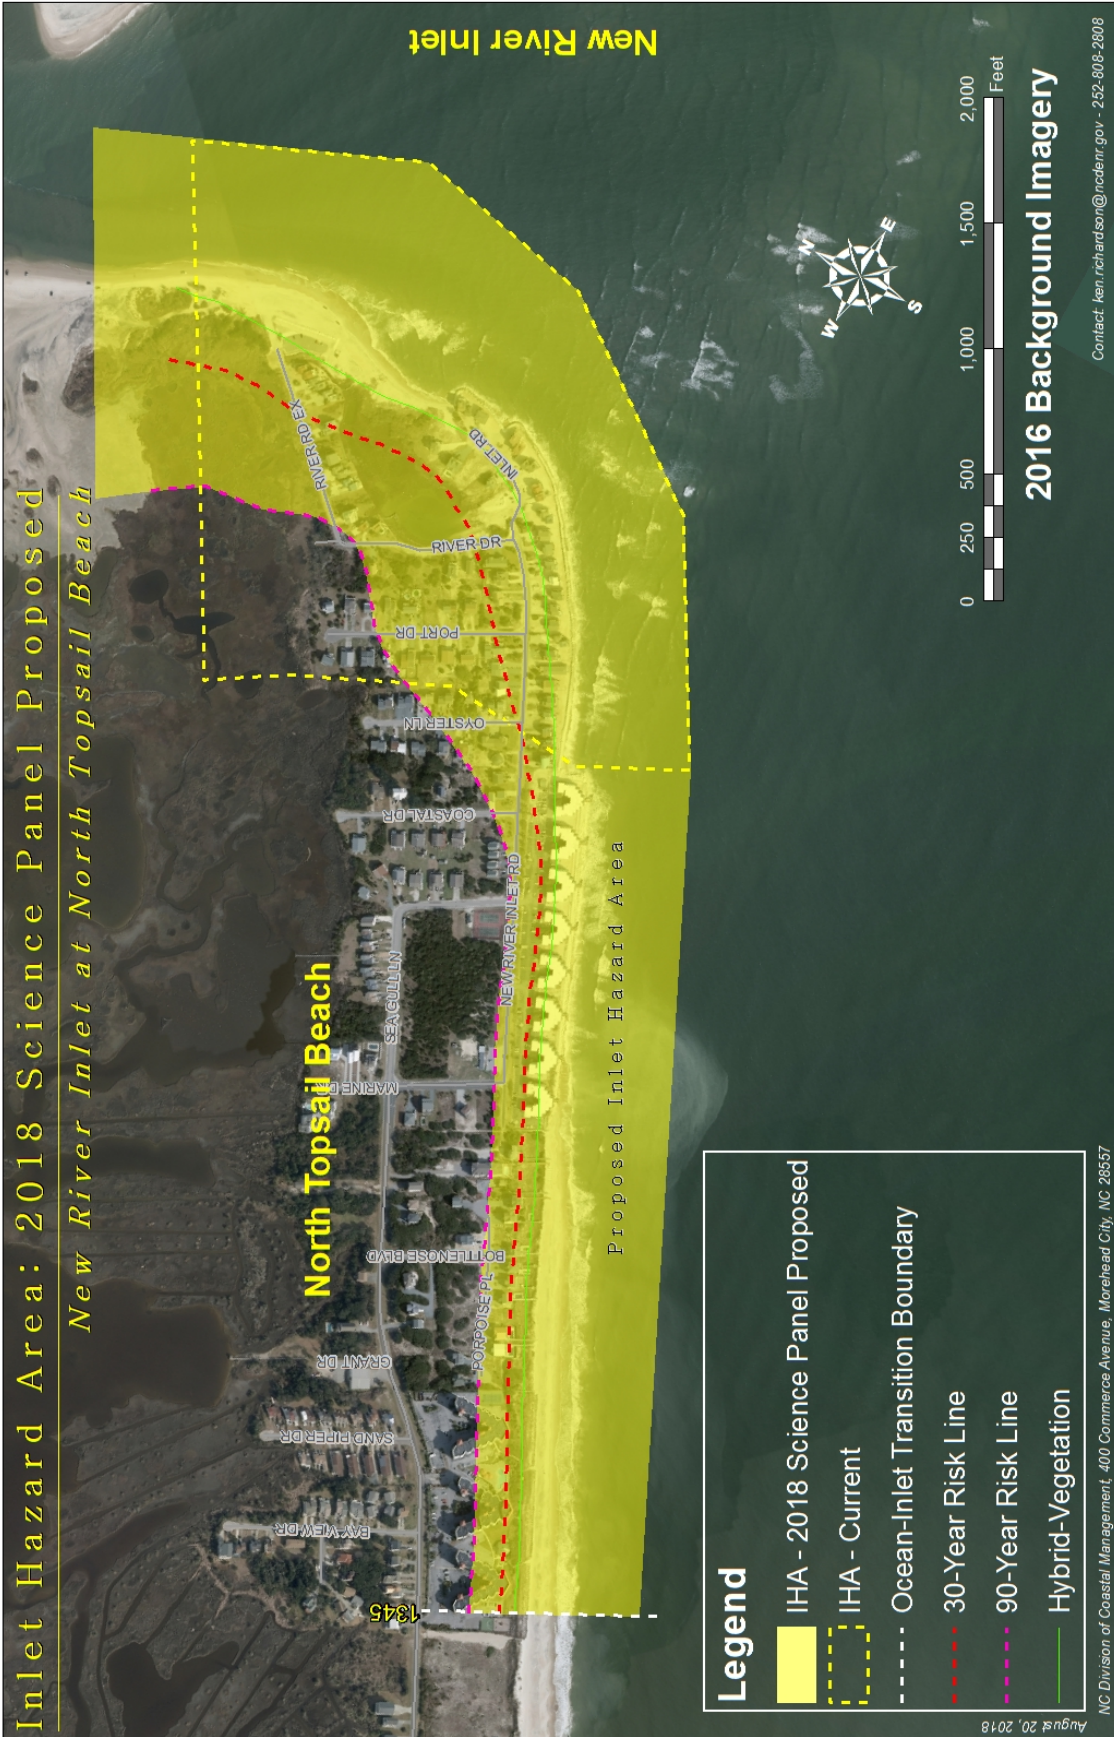 Inlet Hazard Area: 2018 Science Panel Proposed
New River Inlet at North Topsail Beach
New River Inlet
North Topsail Beach
1345
BAY VIEW DR
SAND PIPER DR
GRANT DR
BOTTLENOSE BLVD
PORPOISE PL
MARINE DR
SEA GULL LN
NEW RIVER INLET RD
COASTAL DR
OYSTER LN
PORT DR
RIVER DR
RIVER RD EX
INLET RD
Proposed Inlet Hazard Area
N
E
S
W
0 250 500 1,000 1,500 2,000
Feet
2016 Background Imagery
Legend
IHA - 2018 Science Panel Proposed
IHA - Current
Ocean-Inlet Transition Boundary
30-Year Risk Line
90-Year Risk Line
Hybrid-Vegetation
August 20, 2018
NC Division of Coastal Management, 400 Commerce Avenue, Morehead City, NC 28557
Contact: ken.richardson@ncdenr.gov - 252-808-2808